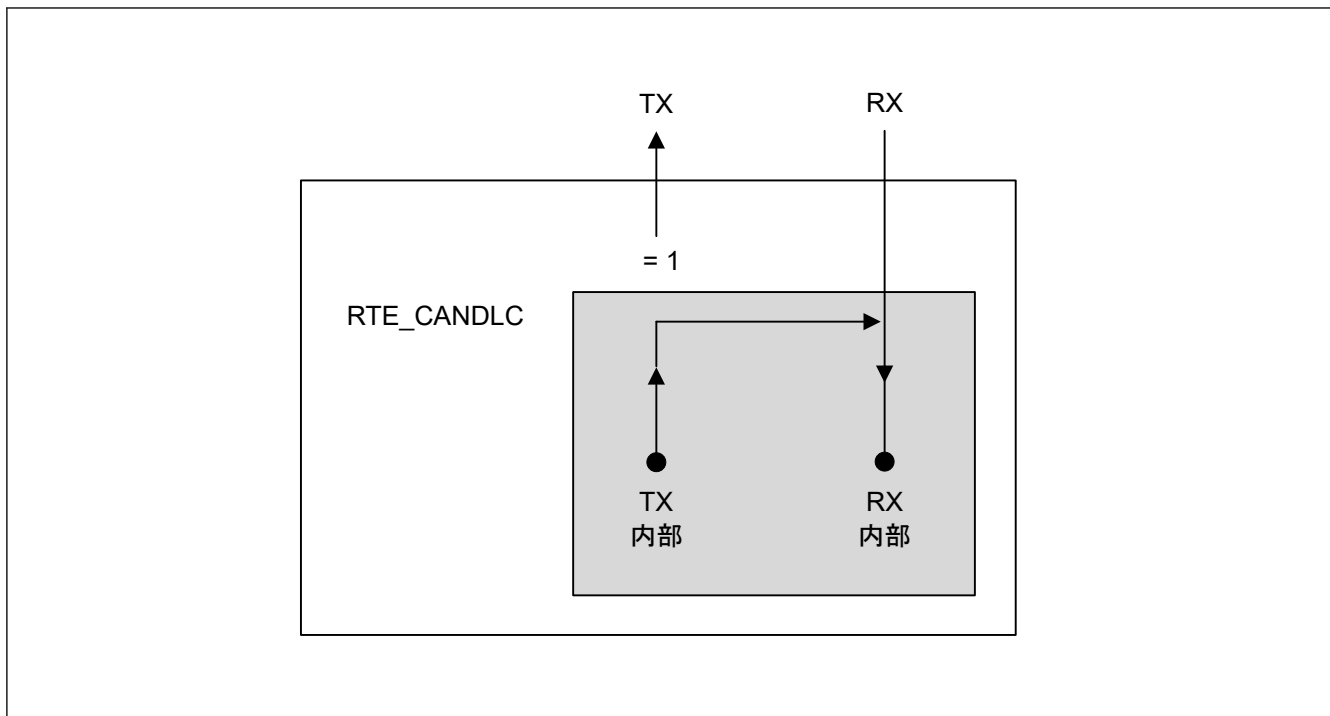 TX
RX
= 1
RTE_CANDLC
TX
内部
RX
内部